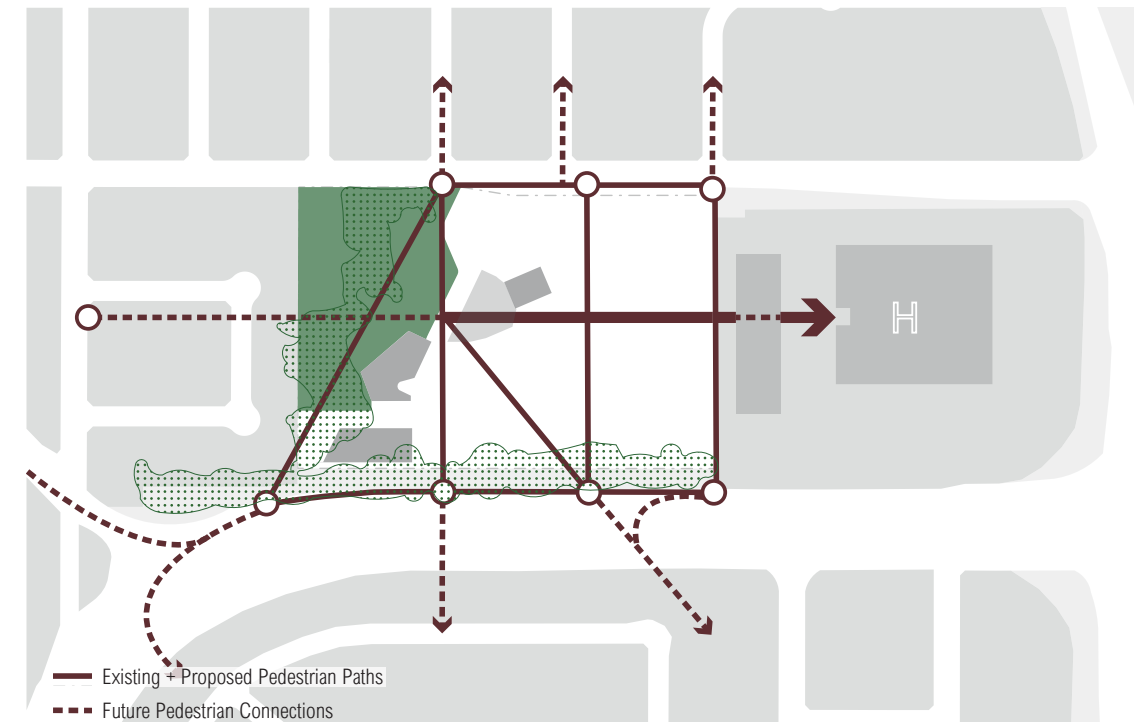 H
Existing + Proposed Pedestrian Paths
Future Pedestrian Connections